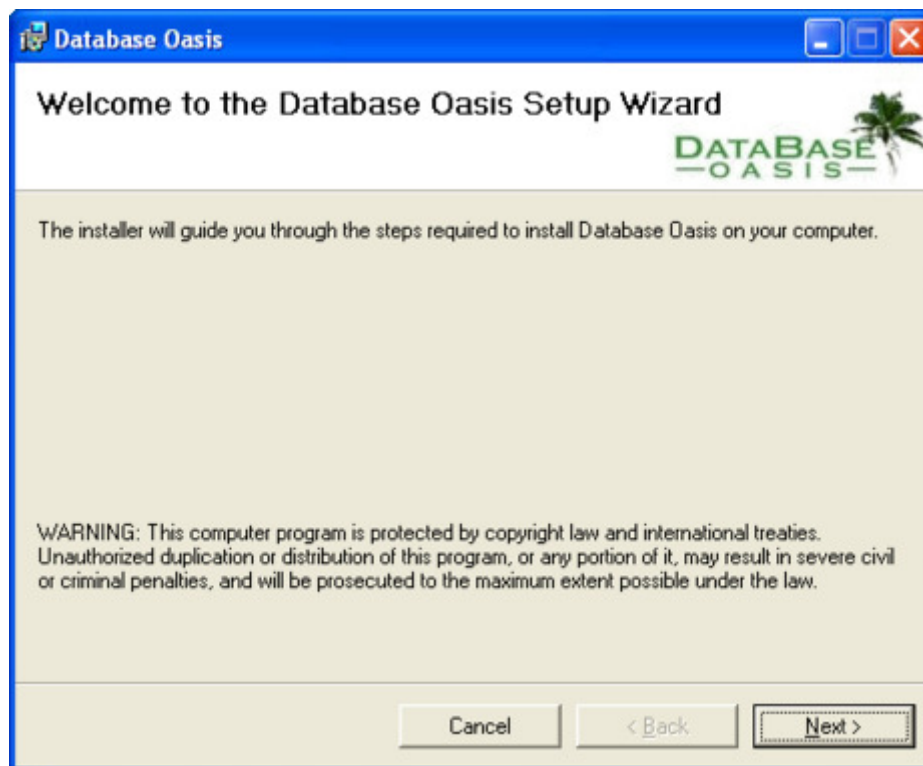 Database Oasis
Welcome to the Database Oasis Setup Wizard
DATABASE
OASIS
The installer will guide you through the steps required to install Database Oasis on your computer.
WARNING: This computer program is protected by copyright law and international treaties.
Unauthorized duplication or distribution of this program, or any portion of it, may result in severe civil
or criminal penalties, and will be prosecuted to the maximum extent possible under the law.
Cancel < Back Next >